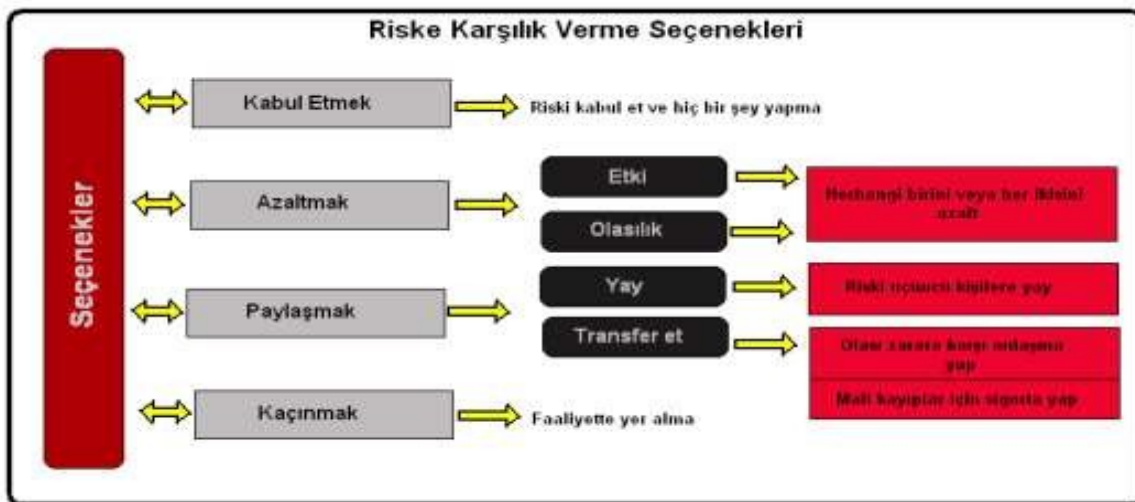 Riske Karşılık Verme Seçenekleri
Seçenekler
Kabul Etmek
Riski kabul et ve hiç bir şey yapma
Azaltmak
Etki
Olasılık
Herhangi birini veya her ikisini
azalt
Paylaşmak
Yay
Riski üçüncü kişilere yay
Transfer et
Olası zarara karşı anlaşma
yap
Mali kayıplar için sigorta yap
Kaçınmak
Faaliyette yer alma